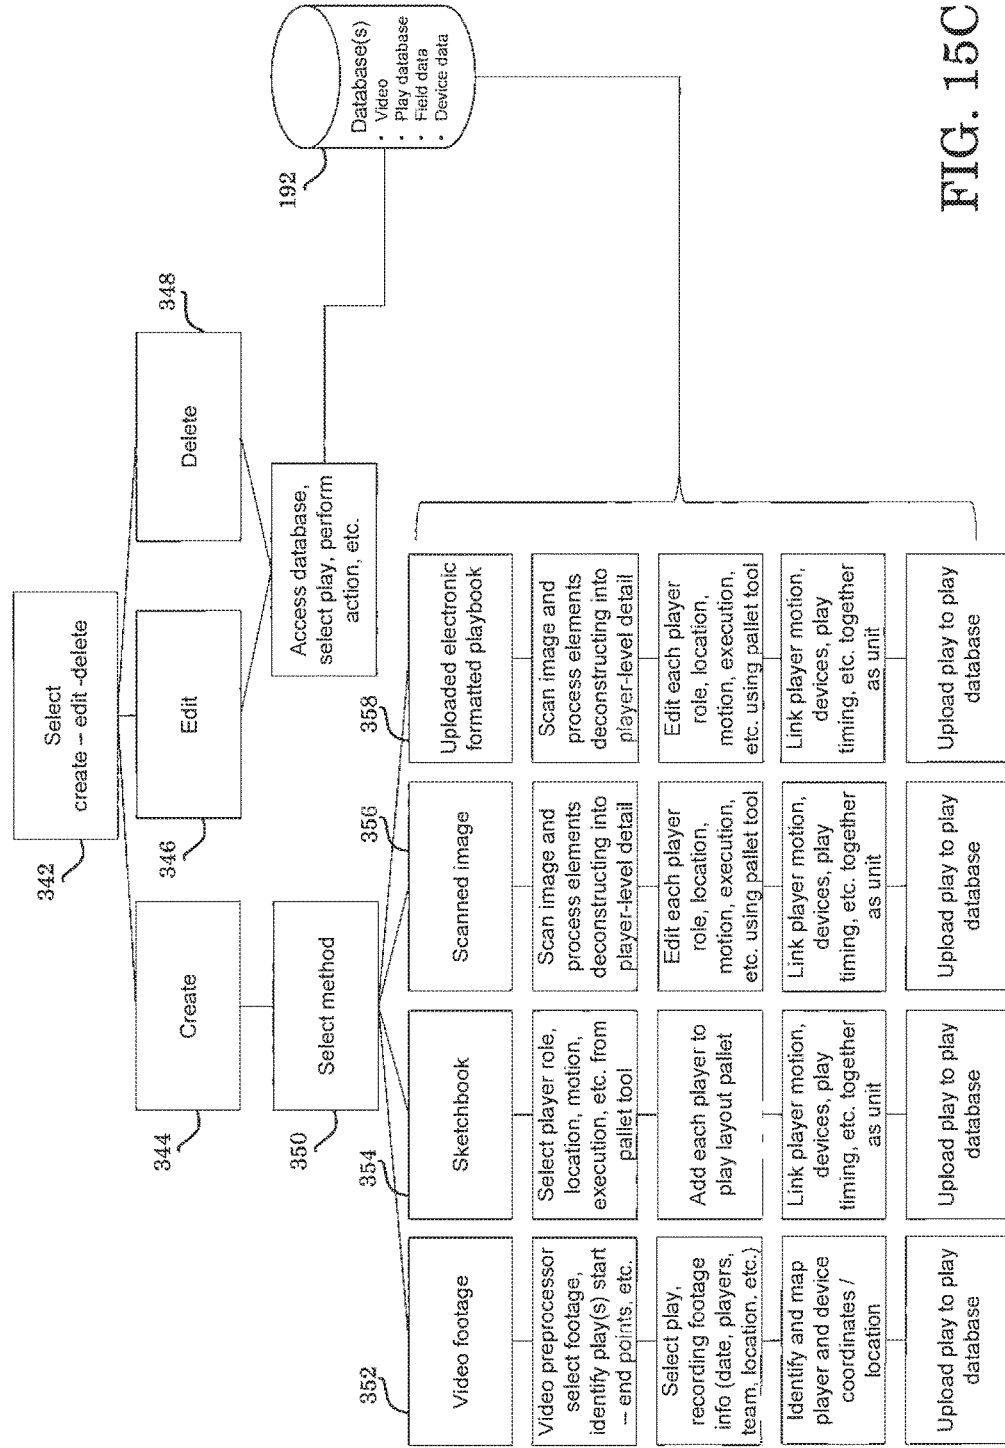 Select
create – edit -delete
342
Create
344
Edit
346
Delete
348
Select method
350
Access database,
select play, perform
action, etc.
Database(s)
• Video
• Play database
• Field data
• Device data
192
Video footage
352
Video preprocessor
select footage,
identify play(s) start
– end points, etc.
Select play,
recording footage
info (date, players,
team, location, etc.)
Identify and map
player and device
coordinates /
location
Upload play to play
database
Sketchbook
354
Select player role,
location, motion,
execution, etc. from
pallet tool
Add each player to
play layout pallet
Link player motion,
devices, play
timing, etc. together
as unit
Upload play to play
database
Scanned image
356
Scan image and
process elements
deconstructing into
player-level detail
Edit each player
role, location,
motion, execution,
etc. using pallet tool
Link player motion,
devices, play
timing, etc. together
as unit
Upload play to play
database
Uploaded electronic
formatted playbook
358
Scan image and
process elements
deconstructing into
player-level detail
Edit each player
role, location,
motion, execution,
etc. using pallet tool
Link player motion,
devices, play
timing, etc. together
as unit
Upload play to play
database
FIG. 15C